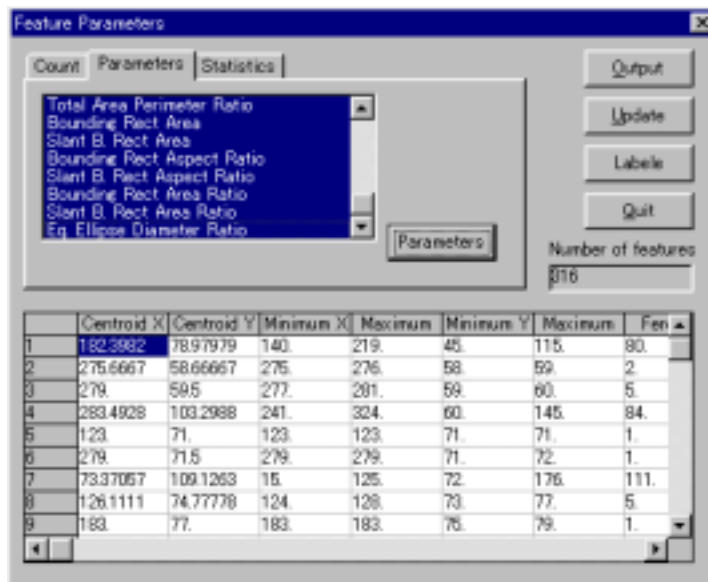 Feature Parameters
Count Parameters Statistics
Total Area Perimeter Ratio
Bounding Rect Area
Slant B. Rect Area
Bounding Rect Aspect Ratio
Slant B. Rect Aspect Ratio
Bounding Rect Area Ratio
Slant B. Rect Area Ratio
Eq. Ellipse Diameter Ratio
Parameters
Output
Update
Labele
Quit
Number of features
316
Centroid X Centroid Y Minimum X Maximum Minimum Y Maximum Fere
1 182.3982 78.97979 140. 219. 45. 115. 80.
2 275.6667 58.66667 275. 276. 58. 59. 2.
3 279. 59.5 277. 281. 59. 60. 5.
4 283.4928 103.2988 241. 324. 60. 145. 84.
5 123. 71. 123. 123. 71. 71. 1.
6 279. 71.5 279. 279. 71. 72. 1.
7 73.37057 109.1263 15. 125. 72. 176. 111.
8 126.1111 74.77778 124. 128. 73. 77. 5.
9 183. 77. 183. 183. 75. 79. 1.